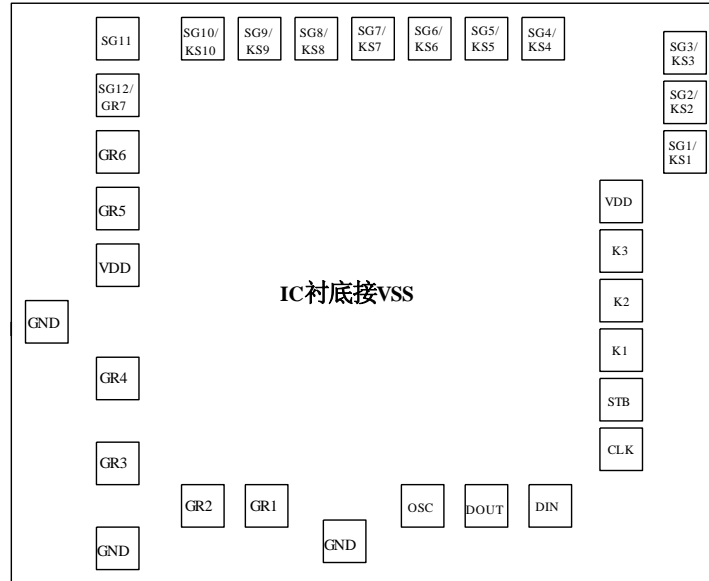 SG11
SG10/
KS10
SG9/
KS9
SG8/
KS8
SG7/
KS7
SG6/
KS6
SG5/
KS5
SG4/
KS4
SG3/
KS3
SG12/
GR7
SG2/
KS2
GR6
SG1/
KS1
GR5
VDD
VDD
K3
IC衬底接VSS
K2
GND
K1
GR4
STB
GR3
CLK
GR2
GR1
OSC
DOUT
DIN
GND
GND